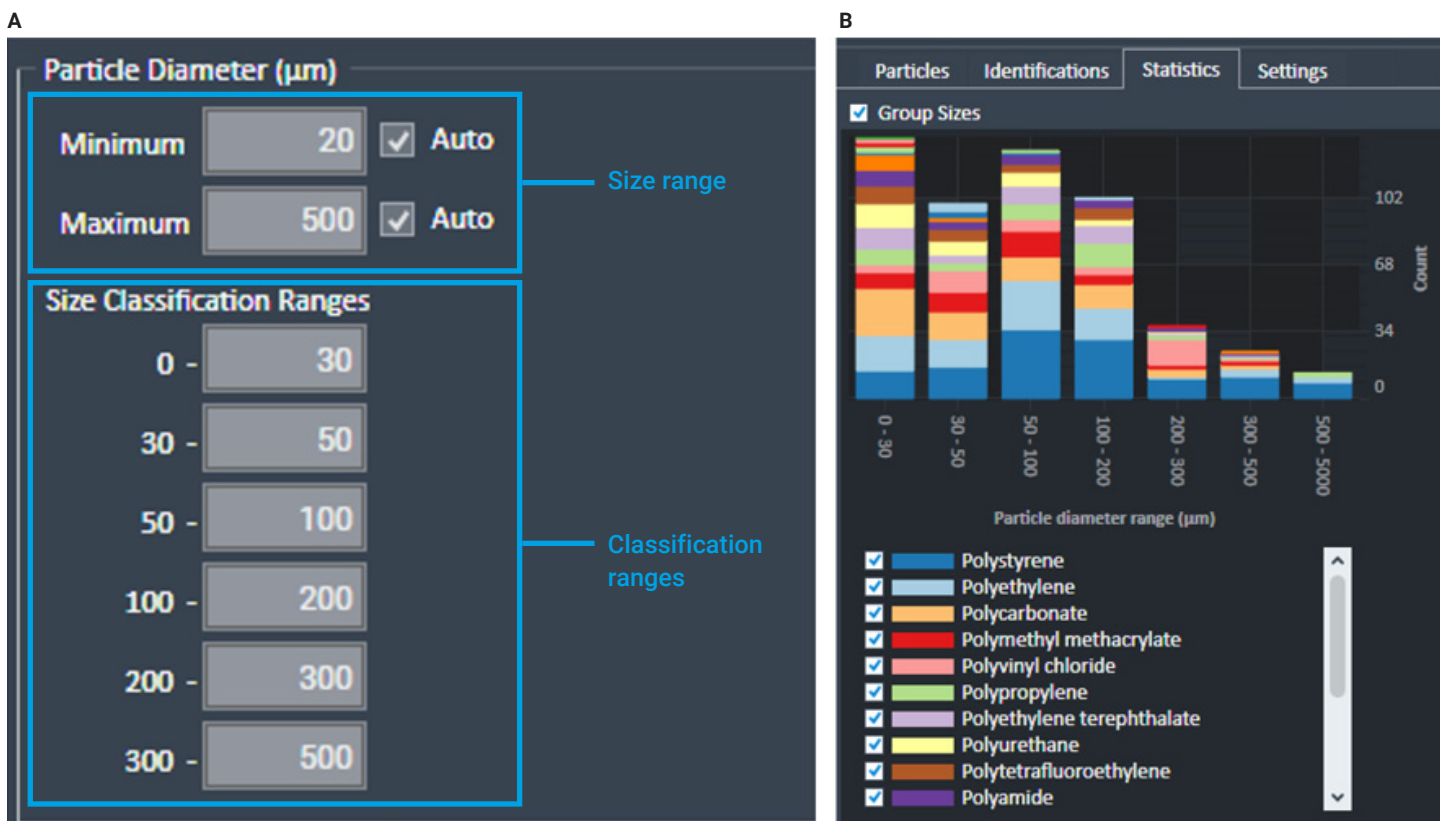 A
Particle Diameter (µm)
Minimum 20 Auto
Maximum 500 Auto
Size range
Size Classification Ranges
0 - 30
30 - 50
50 - 100
100 - 200
200 - 300
300 - 500
Classification
ranges
B
Particles Identifications Statistics Settings
Group Sizes
102
68
34
0
Count
0 - 30
30 - 50
50 - 100
100 - 200
200 - 300
300 - 500
500 - 5000
Particle diameter range (µm)
Polystyrene
Polyethylene
Polycarbonate
Polymethyl methacrylate
Polyvinyl chloride
Polypropylene
Polyethylene terephthalate
Polyurethane
Polytetrafluoroethylene
Polyamide